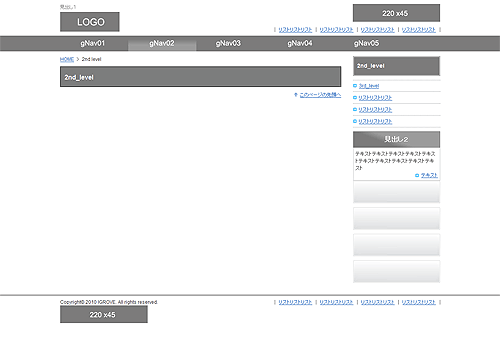 見出し1
LOGO
220 x45
| リストリストリスト | リストリストリスト | リストリストリスト | リストリストリスト |
gNav01 gNav02 gNav03 gNav04 gNav05
HOME > 2nd level
2nd_level
このページの先頭へ
2nd_level
3rd_level
リストリストリスト
リストリストリスト
リストリストリスト
見出し2
テキストテキストテキストテキストテキス
トテキストテキストテキストテキストテキ
スト
テキスト
Copyright© 2010 IGROVE. All rights reserved.
| リストリストリスト | リストリストリスト | リストリストリスト | リストリストリスト |
220 x45